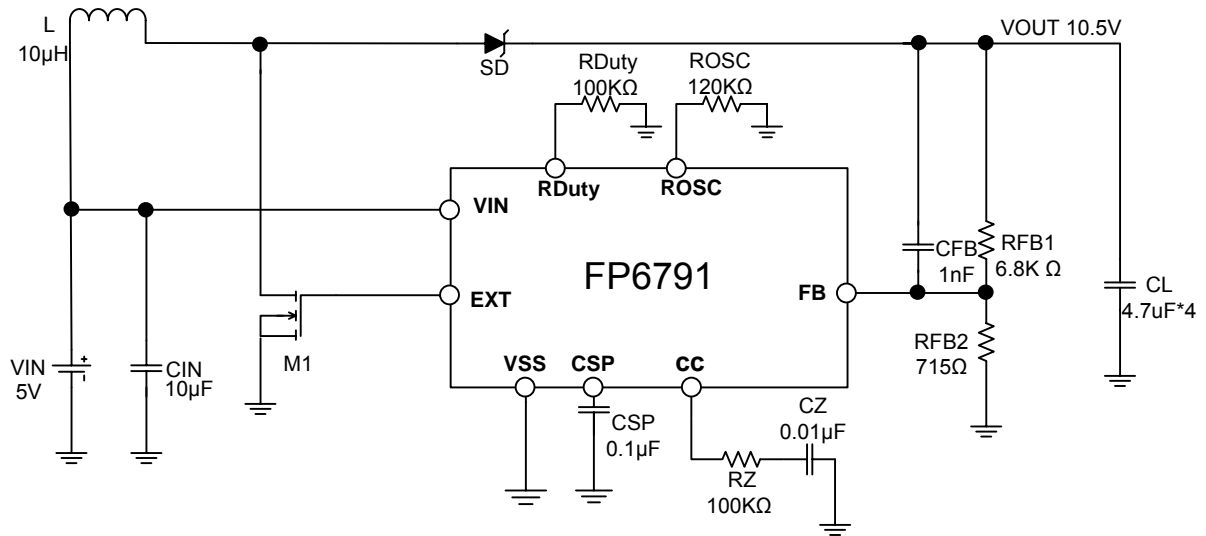 L
10μH
SD
RDuty
100KΩ
ROSC
120KΩ
VOUT 10.5V
RDuty
ROSC
VIN
EXT
FP6791
FB
CFB
1nF
RFB1
6.8K Ω
CL
4.7uF*4
RFB2
715Ω
VIN
5V
+
-
CIN
10μF
M1
VSS
CSP
CC
CSP
0.1μF
CZ
0.01μF
RZ
100KΩ